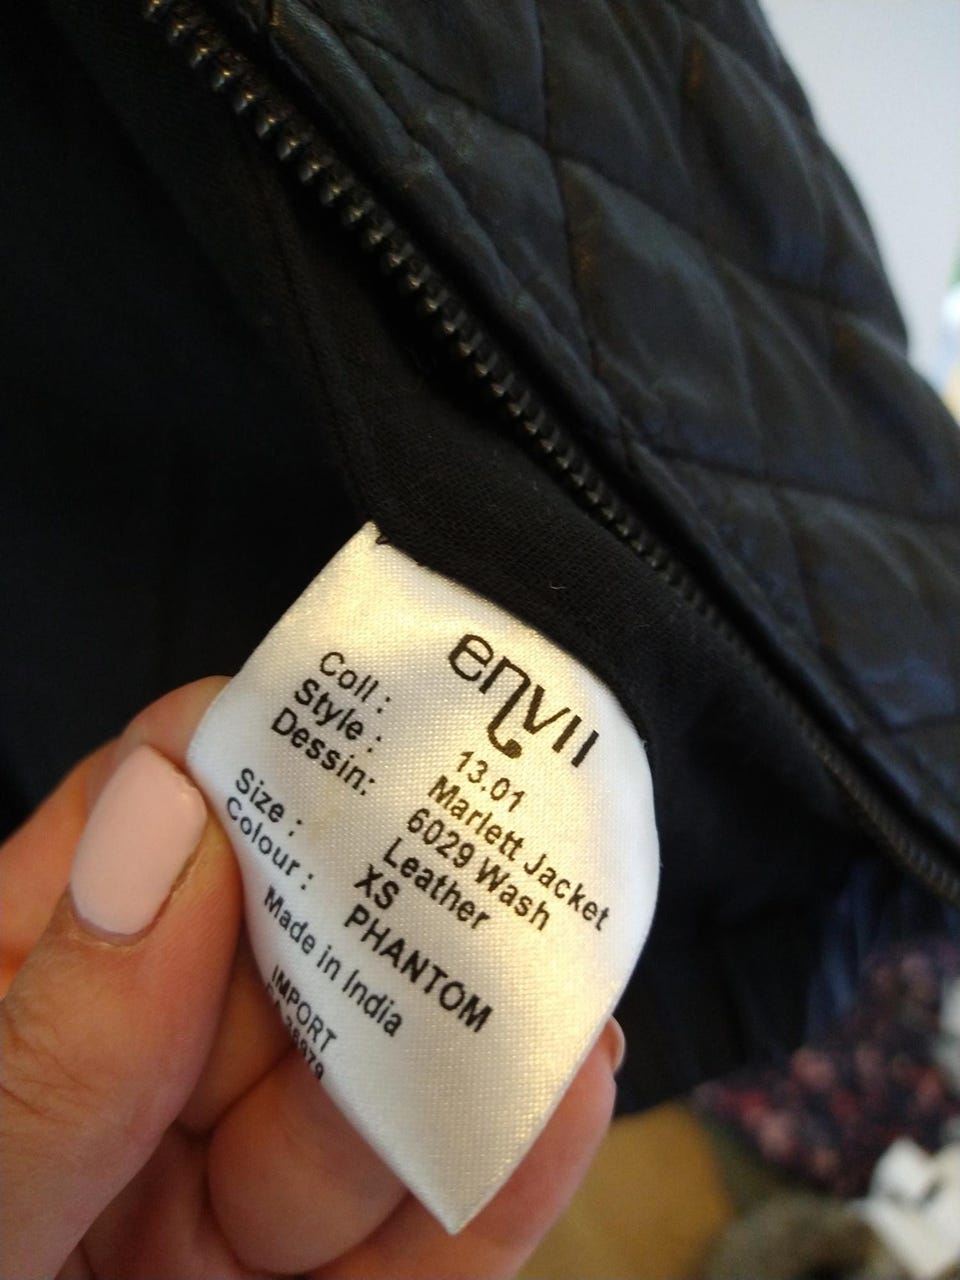 envii
Coll : 13.01
Style : Marlett Jacket
Dessin: 6029 Wash
Leather
Size : XS
Colour : PHANTOM
Made in India
IMPORT